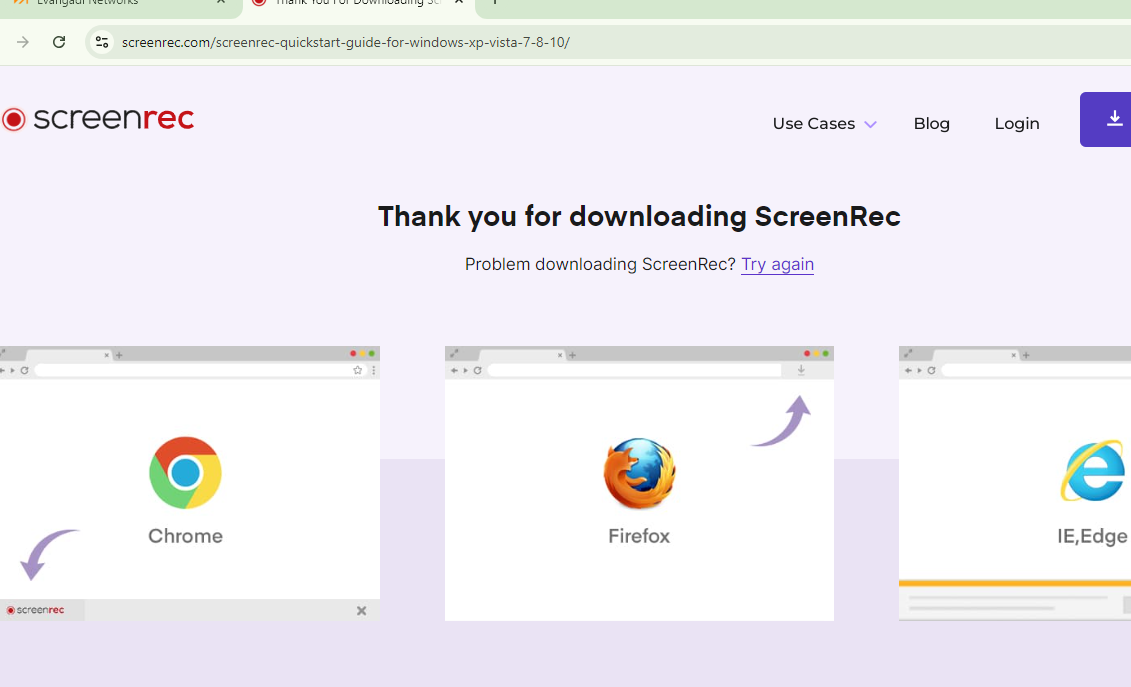 Evangadi Networks
Thank You For Downloading Sc
screenrec.com/screenrec-quickstart-guide-for-windows-xp-vista-7-8-10/
screenrec
Use Cases
Blog
Login
Thank you for downloading ScreenRec
Problem downloading ScreenRec? Try again
Chrome
screenrec
Firefox
IE,Edge